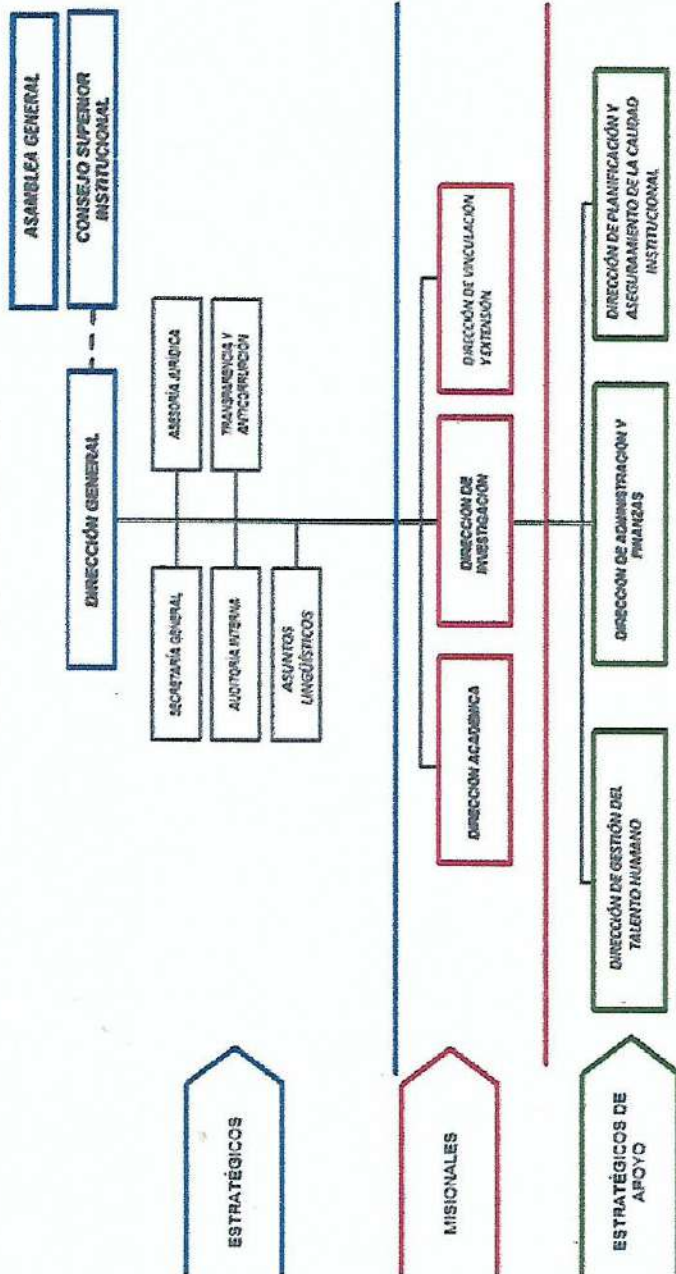 ASAMBLEA GENERAL
CONSEJO SUPERIOR
INSTITUCIONAL
DIRECCIÓN GENERAL
SECRETARÍA GENERAL
ASESORÍA JURÍDICA
AUDITORIA INTERNA
TRANSPARENCIA Y
ANTICORRUPCIÓN
ASUNTOS
LINGÜÍSTICOS
ESTRATÉGICOS
DIRECCIÓN ACADÉMICA
DIRECCIÓN DE
INVESTIGACIÓN
DIRECCIÓN DE VINCULACIÓN
Y EXTENSIÓN
MISIONALES
DIRECCIÓN DE GESTIÓN DEL
TALENTO HUMANO
DIRECCIÓN DE ADMINISTRACIÓN Y
FINANZAS
DIRECCIÓN DE PLANIFICACIÓN Y
ASEGURAMIENTO DE LA CALIDAD
INSTITUCIONAL
ESTRATÉGICOS DE
APOYO